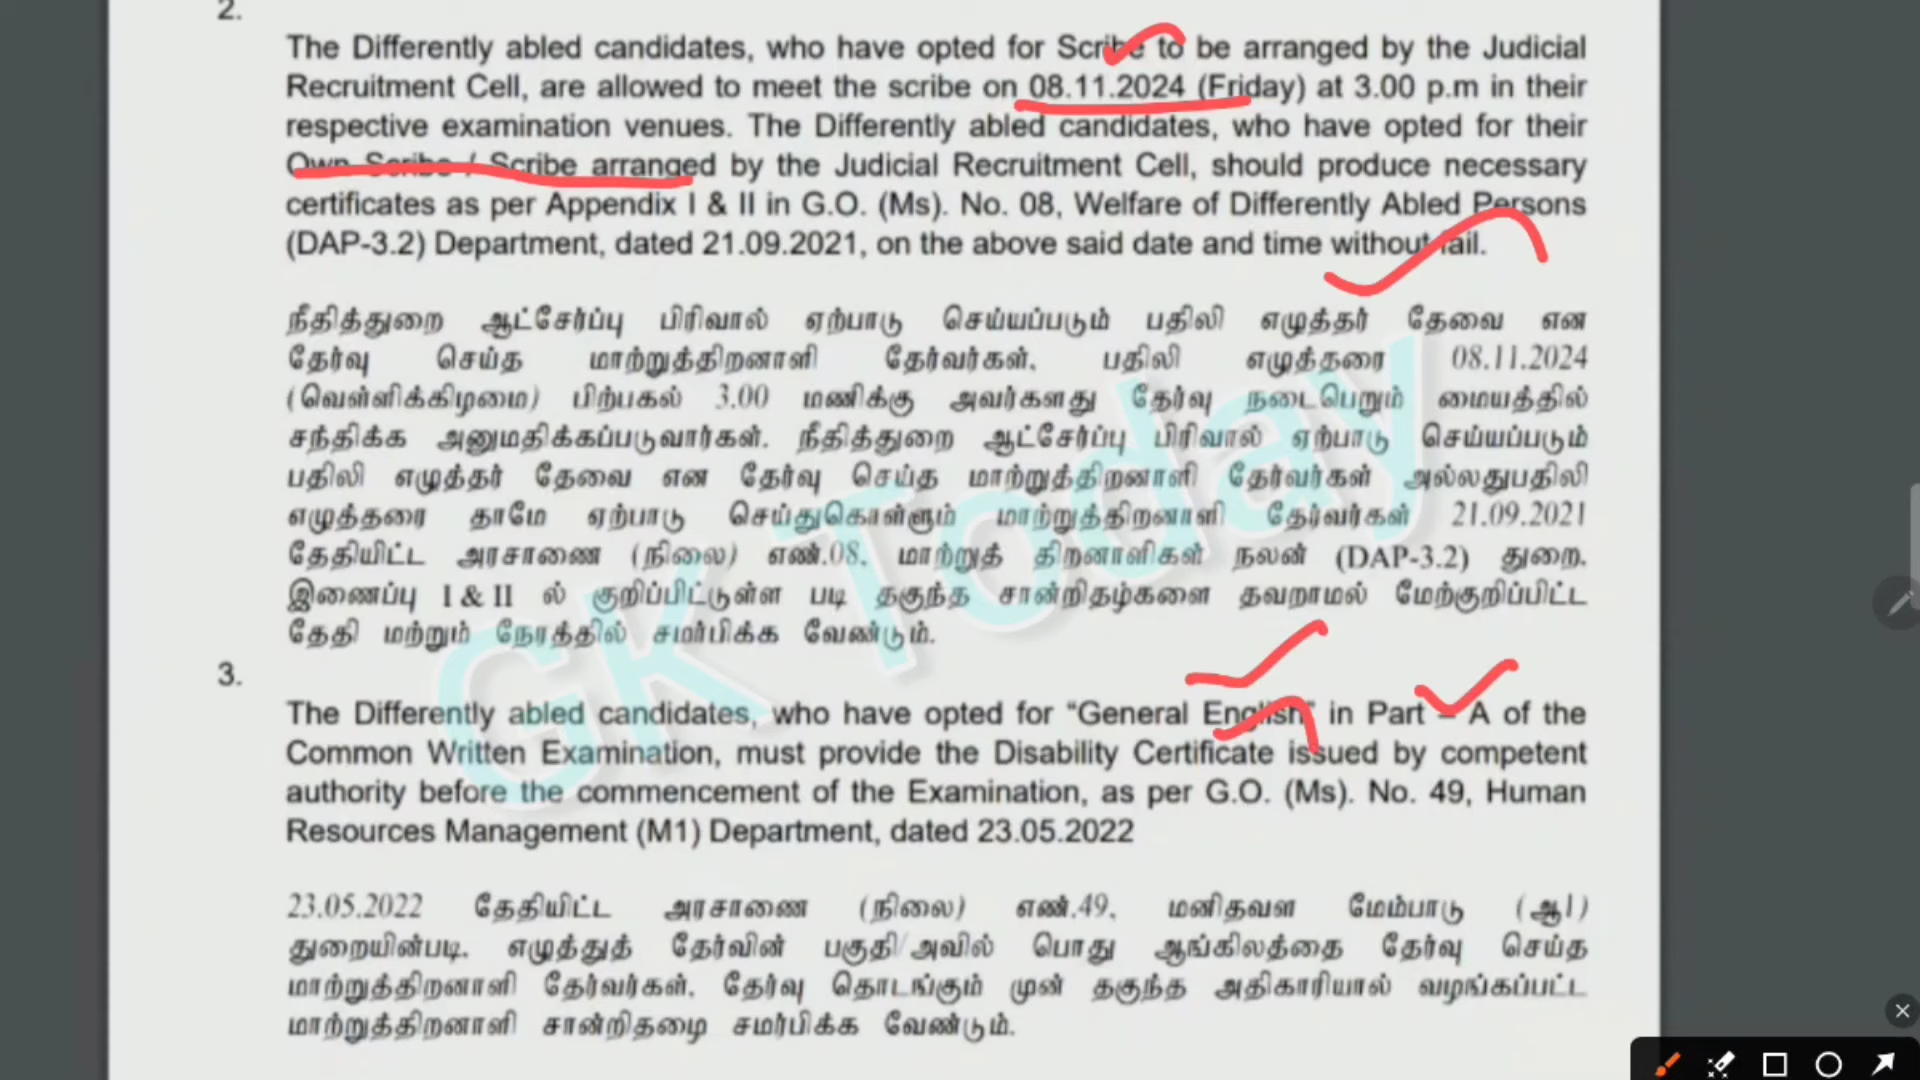 2.
The Differently abled candidates, who have opted for Scribe to be arranged by the Judicial
Recruitment Cell, are allowed to meet the scribe on 08.11.2024 (Friday) at 3.00 p.m in their
respective examination venues. The Differently abled candidates, who have opted for their
Own Scribe / Scribe arranged by the Judicial Recruitment Cell, should produce necessary
certificates as per Appendix I & II in G.O. (Ms). No. 08, Welfare of Differently Abled Persons
(DAP-3.2) Department, dated 21.09.2021, on the above said date and time without fail.
நீதித்துறை ஆட்சேர்ப்பு பிரிவால் ஏற்பாடு செய்யப்படும் பதிலி எழுத்தர் தேவை என
தேர்வு செய்த மாற்றுத்திறனாளி தேர்வர்கள், பதிலி எழுத்தரை 08.11.2024
(வெள்ளிக்கிழமை) பிற்பகல் 3.00 மணிக்கு அவர்களது தேர்வு நடைபெறும் மையத்தில்
சந்திக்க அனுமதிக்கப்படுவார்கள். நீதித்துறை ஆட்சேர்ப்பு பிரிவால் ஏற்பாடு செய்யப்படும்
பதிலி எழுத்தர் தேவை என தேர்வு செய்த மாற்றுத்திறனாளி தேர்வர்கள் அல்லதுபதிலி
எழுத்தரை தாமே ஏற்பாடு செய்துகொள்ளும் மாற்றுத்திறனாளி தேர்வர்கள் 21.09.2021
தேதியிட்ட அரசாணை (நிலை) எண்.08, மாற்றுத் திறனாளிகள் நலன் (DAP-3.2) துறை,
இணைப்பு I & II ல் குறிப்பிட்டுள்ள படி தகுந்த சான்றிதழ்களை தவறாமல் மேற்குறிப்பிட்ட
தேதி மற்றும் நேரத்தில் சமர்பிக்க வேண்டும்.
3.
The Differently abled candidates, who have opted for “General English” in Part – A of the
Common Written Examination, must provide the Disability Certificate issued by competent
authority before the commencement of the Examination, as per G.O. (Ms). No. 49, Human
Resources Management (M1) Department, dated 23.05.2022
23.05.2022 தேதியிட்ட அரசாணை (நிலை) எண்.49, மனிதவள மேம்பாடு (ஆ1)
துறையின்படி, எழுத்துத் தேர்வின் பகுதி/அவில் பொது ஆங்கிலத்தை தேர்வு செய்த
மாற்றுத்திறனாளி தேர்வர்கள், தேர்வு தொடங்கும் முன் தகுந்த அதிகாரியால் வழங்கப்பட்ட
மாற்றுத்திறனாளி சான்றிதழை சமர்பிக்க வேண்டும்.
GK Today